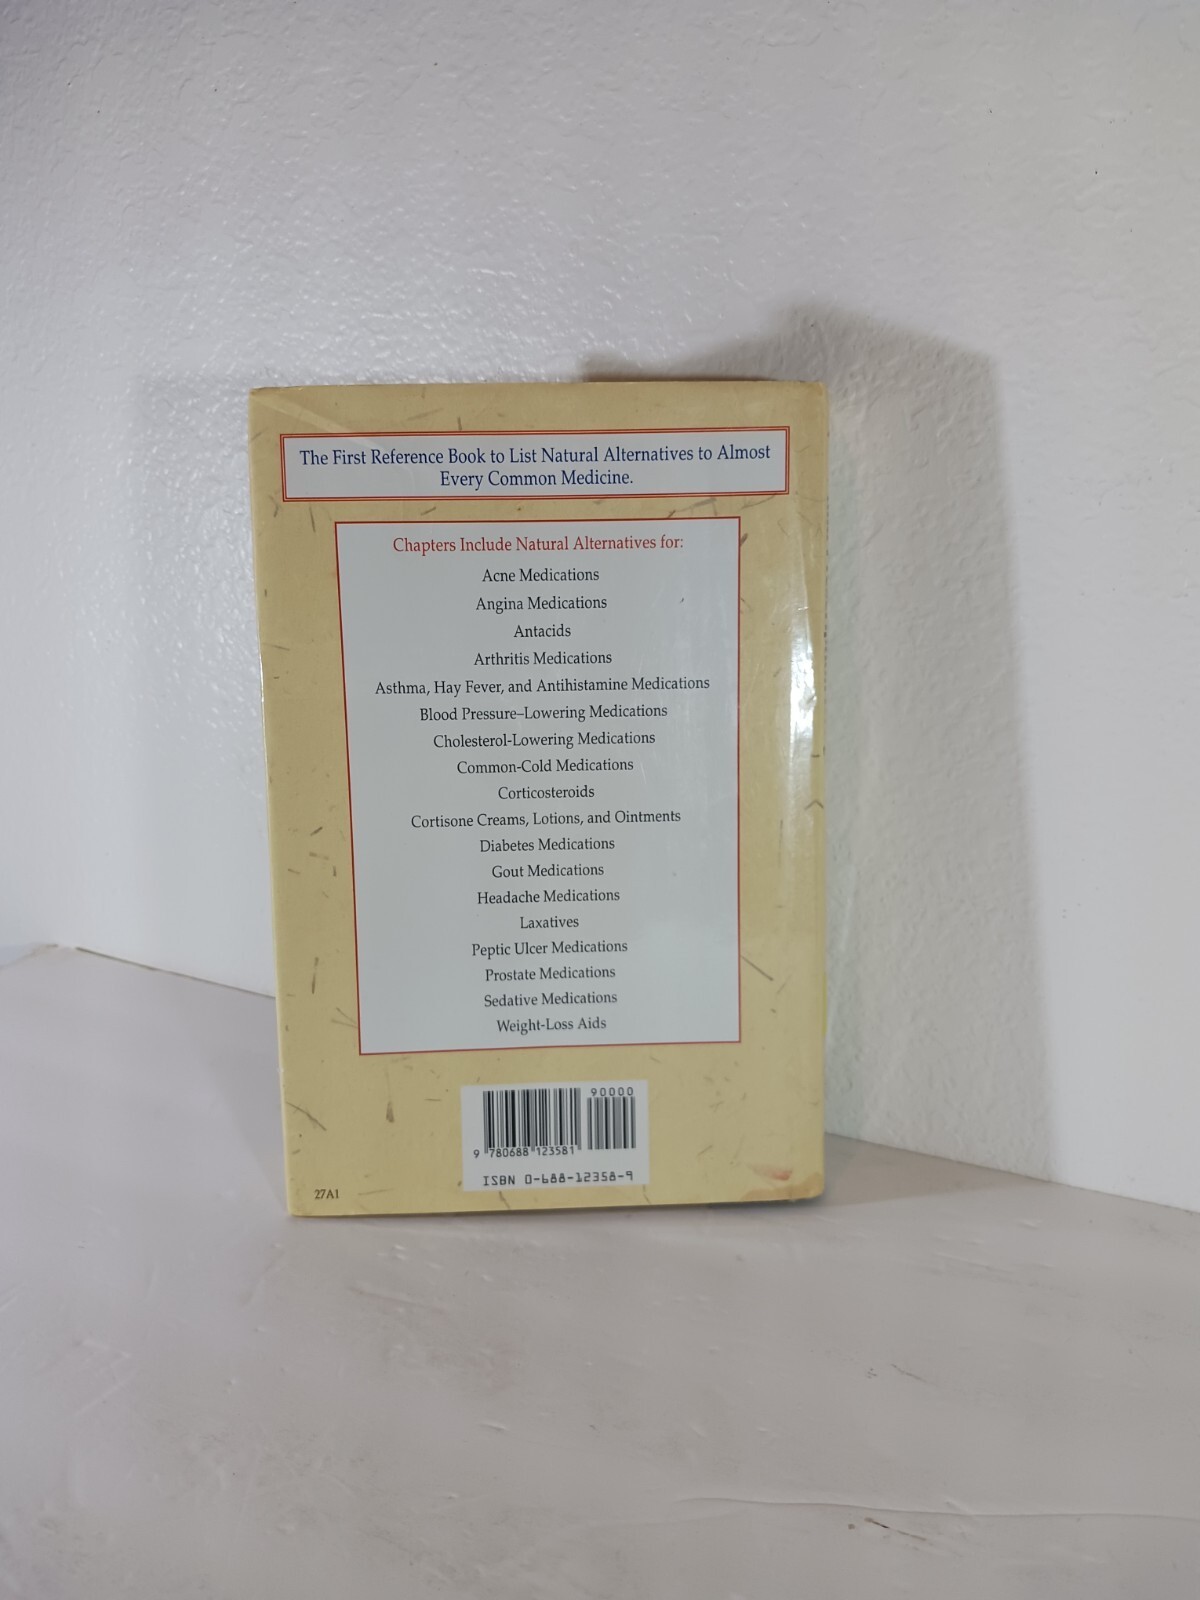 The First Reference Book to List Natural Alternatives to Almost
Every Common Medicine.
Chapters Include Natural Alternatives for:
Acne Medications
Angina Medications
Antacids
Arthritis Medications
Asthma, Hay Fever, and Antihistamine Medications
Blood Pressure–Lowering Medications
Cholesterol-Lowering Medications
Common-Cold Medications
Corticosteroids
Cortisone Creams, Lotions, and Ointments
Diabetes Medications
Gout Medications
Headache Medications
Laxatives
Peptic Ulcer Medications
Prostate Medications
Sedative Medications
Weight-Loss Aids
90000
9 780688 123581
ISBN 0-688-12358-9
27A1